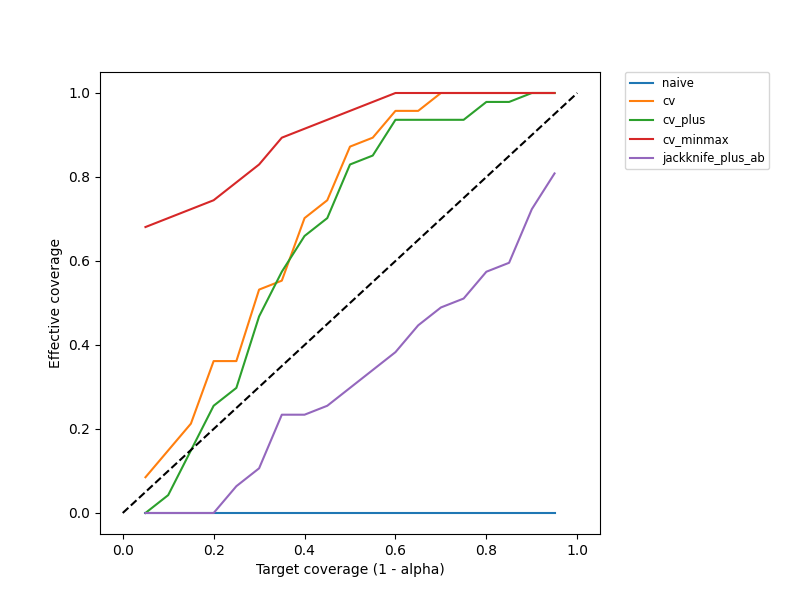 naive
cv
cv_plus
cv_minmax
jackknife_plus_ab
1.0
0.8
0.6
0.4
0.2
0.0
Effective coverage
0.0 0.2 0.4 0.6 0.8 1.0
Target coverage (1 - alpha)